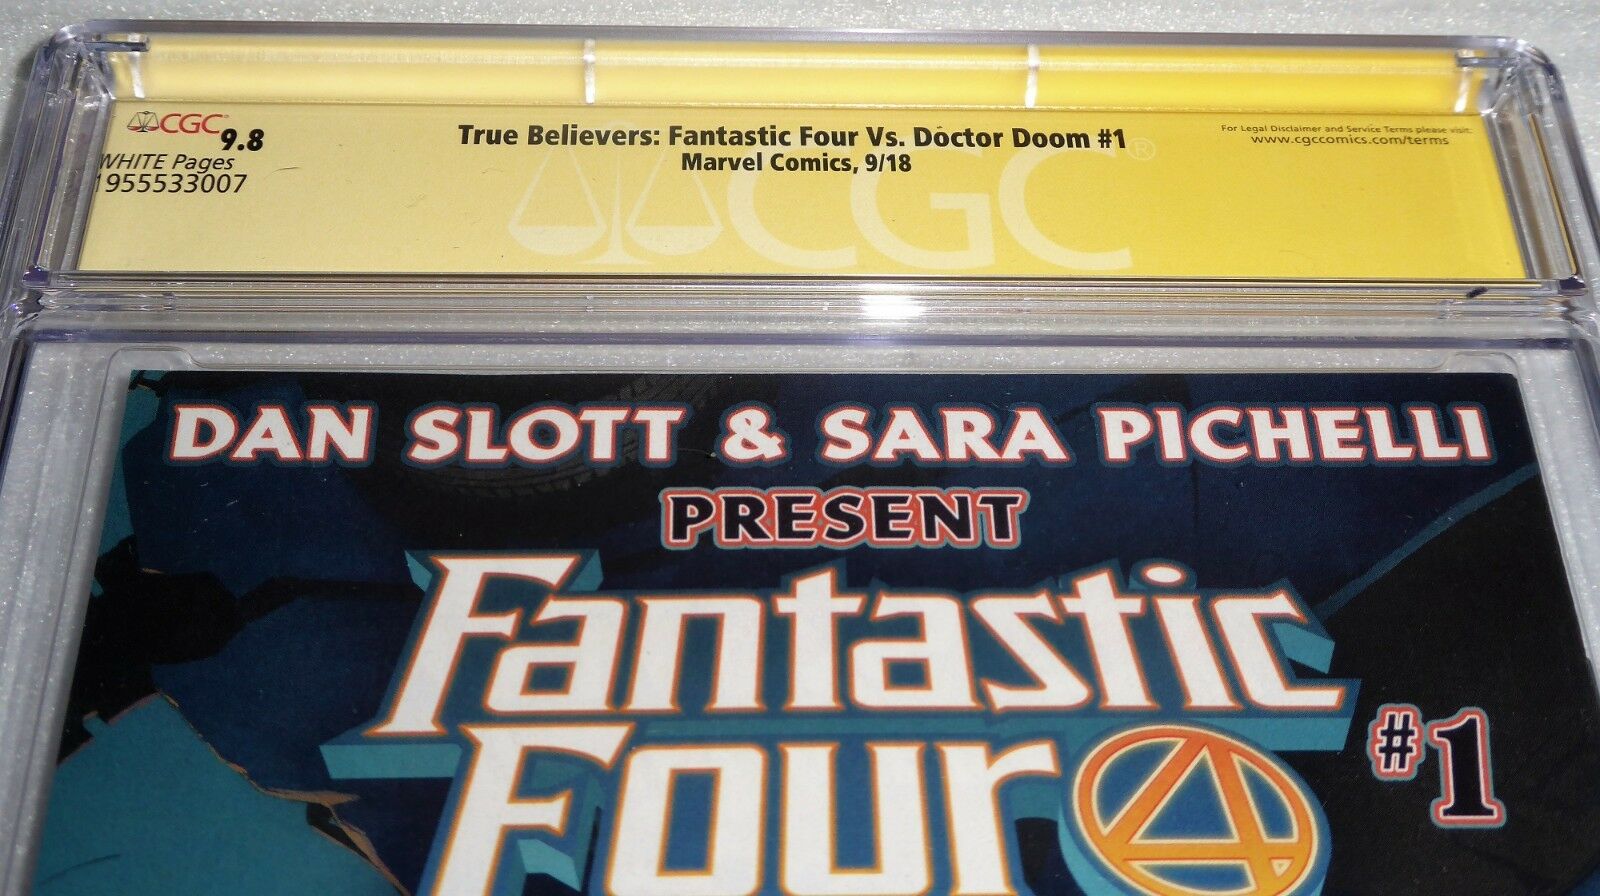 CGC 9.8
WHITE Pages
1955533007
True Believers: Fantastic Four Vs. Doctor Doom #1
Marvel Comics, 9/18
For Legal Disclaimer and Service Terms please visit:
www.cgccomics.com/terms
CGC®
DAN SLOTT & SARA PICHELLI
PRESENT
FANTASTIC
FOUR 4
#1